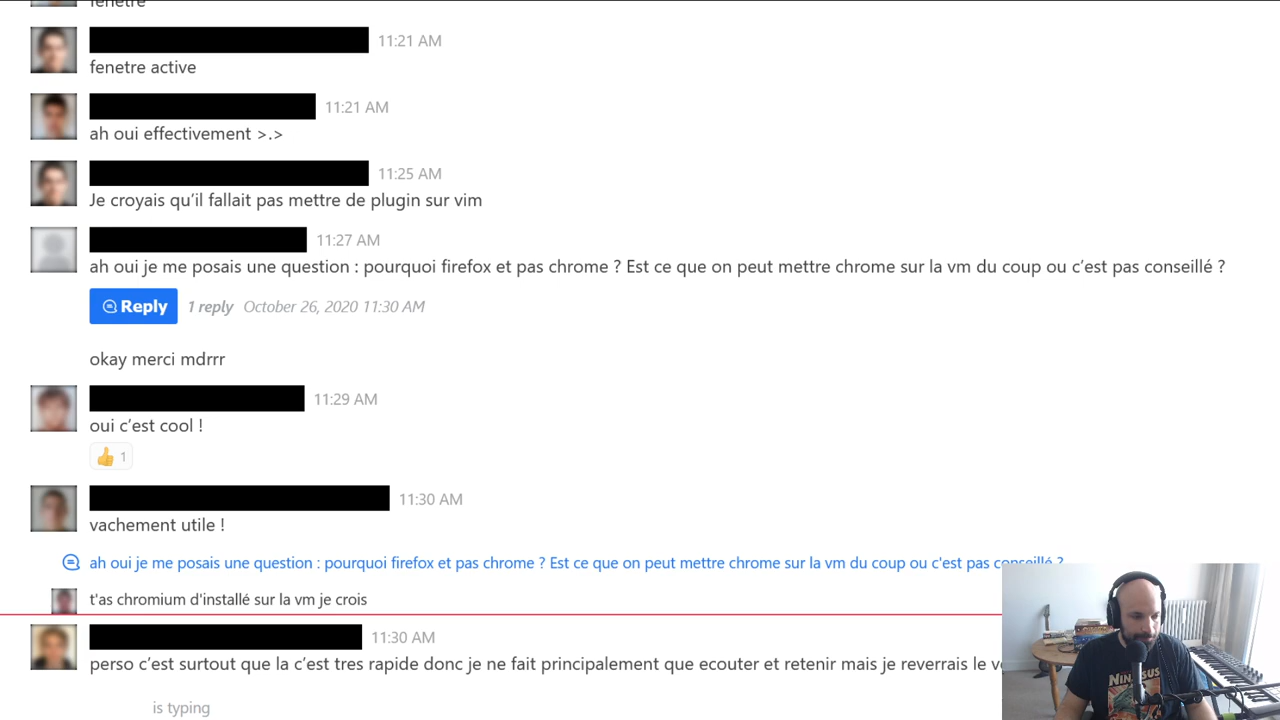 fenetre
11:21 AM
fenetre active
11:21 AM
ah oui effectivement >.>
11:25 AM
Je croyais qu'il fallait pas mettre de plugin sur vim
11:27 AM
ah oui je me posais une question : pourquoi firefox et pas chrome ? Est ce que on peut mettre chrome sur la vm du coup ou c'est pas conseillé ?
Reply 1 reply October 26, 2020 11:30 AM
okay merci mdrrr
11:29 AM
oui c'est cool !
👍 1
11:30 AM
vachement utile !
ah oui je me posais une question : pourquoi firefox et pas chrome ? Est ce que on peut mettre chrome sur la vm du coup ou c'est pas conseillé ?
t'as chromium d'installé sur la vm je crois
11:30 AM
perso c'est surtout que la c'est tres rapide donc je ne fait principalement que ecouter et retenir mais je reverrais le
is typing